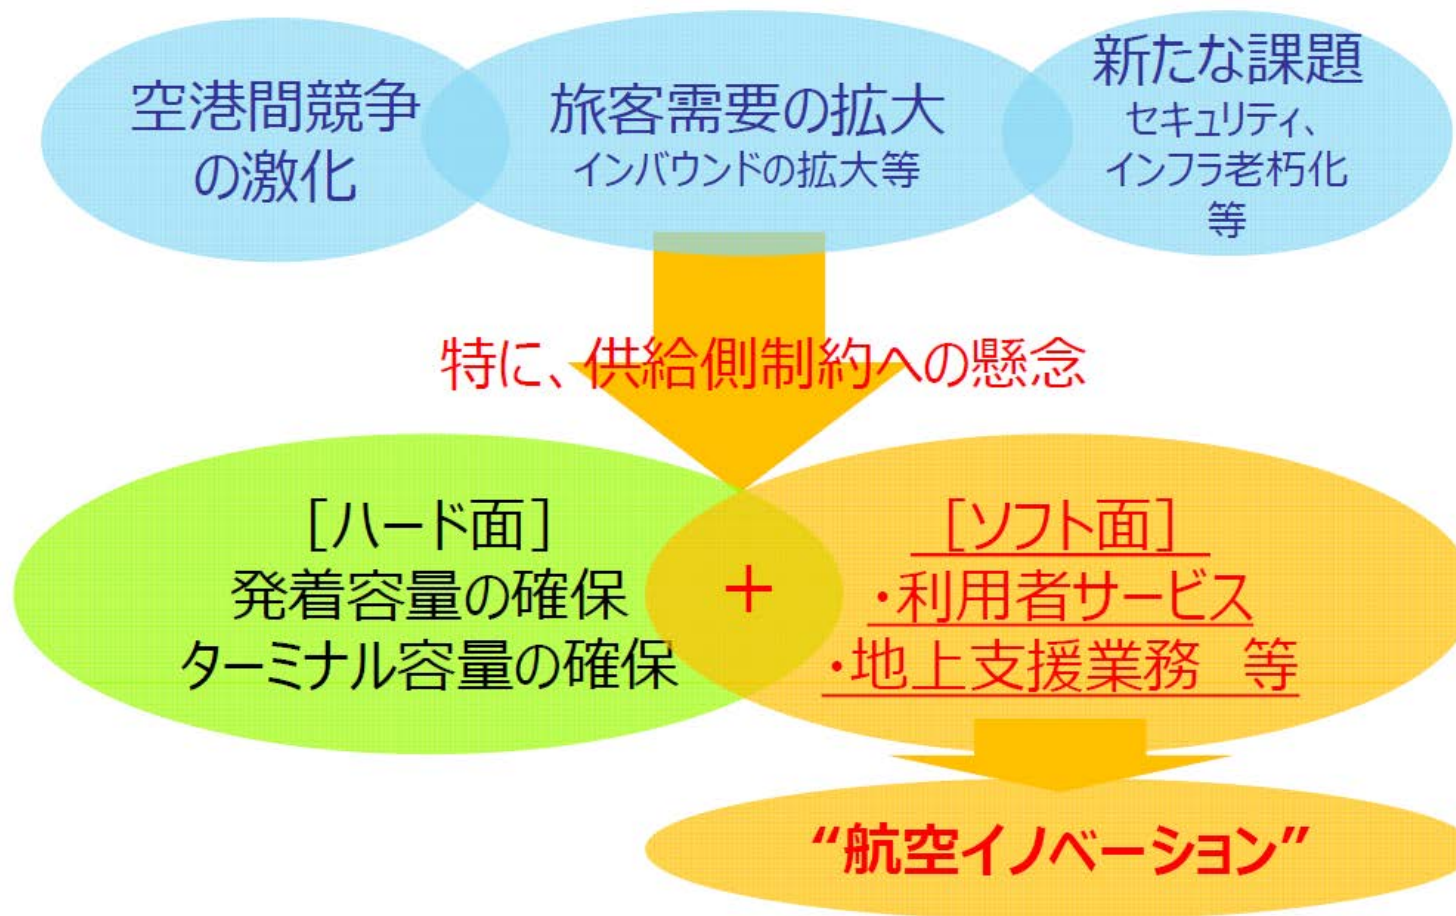 空港間競争
の激化
旅客需要の拡大
インバウンドの拡大等
新たな課題
セキュリティ、
インフラ老朽化
等
特に、供給側制約への懸念
[ハード面]
発着容量の確保
ターミナル容量の確保
+
[ソフト面]
・利用者サービス
・地上支援業務　等
“航空イノベーション”